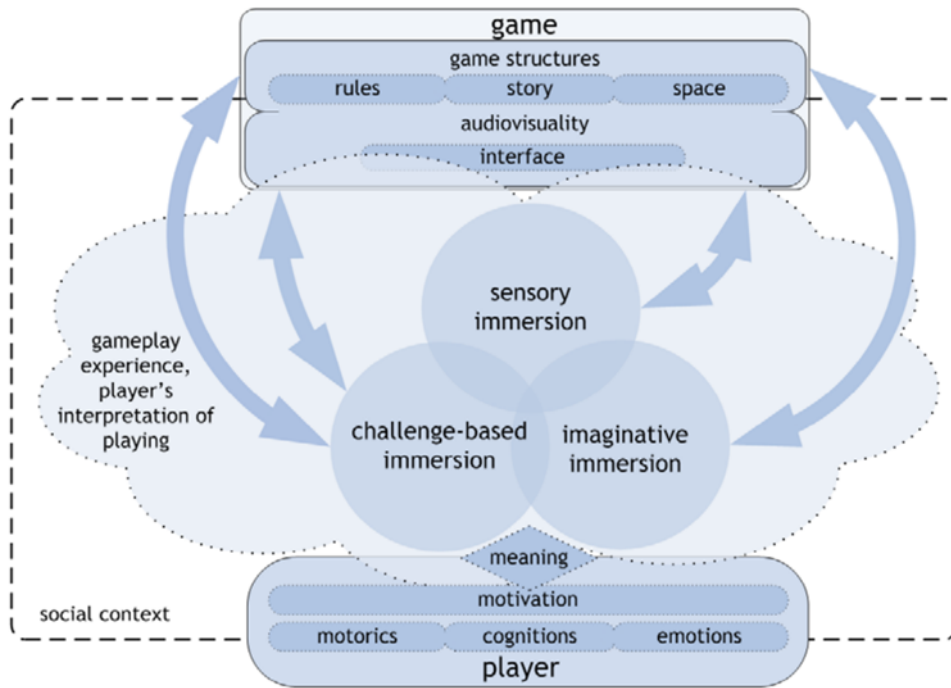 game
game structures
rules story space
audiovisuality
interface
sensory
immersion
gameplay
experience,
player's
interpretation of
playing
challenge-based
immersion
imaginative
immersion
meaning
social context
motivation
motorics cognitions emotions
player